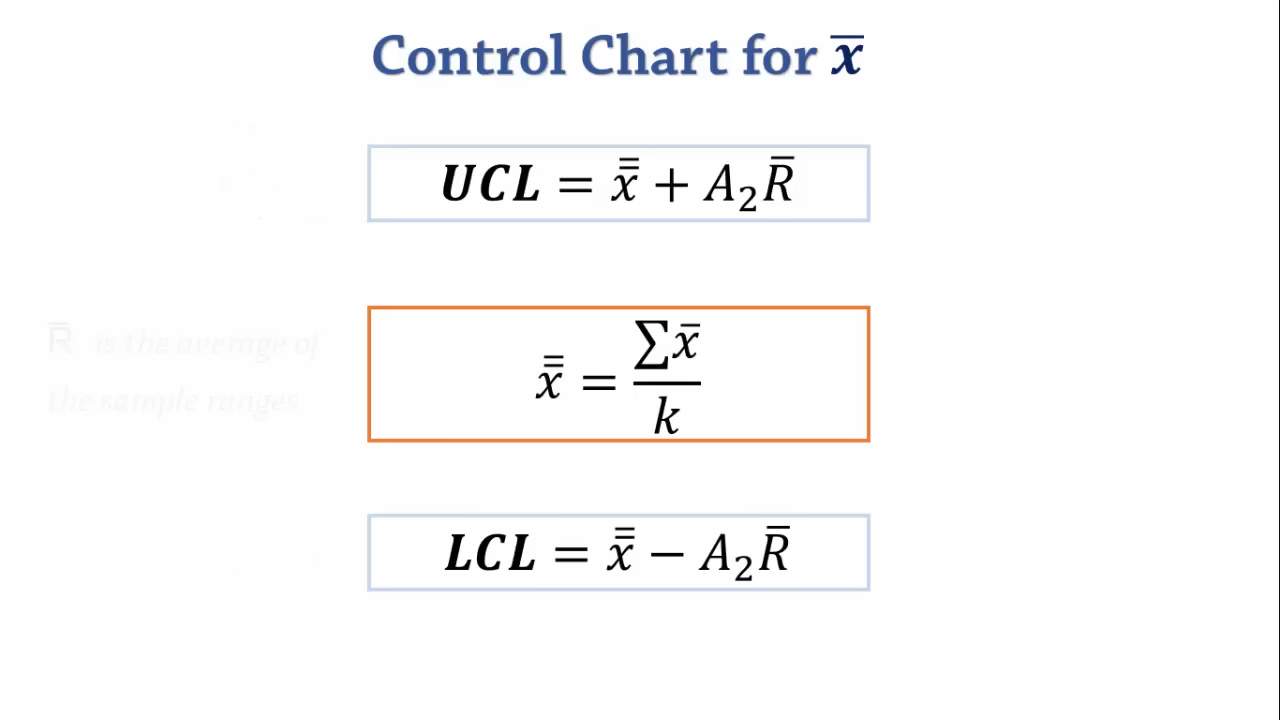 Control Chart for x̅
UCL = x̿ + A₂R̅
R̅ is the average of
the sample ranges
x̿ = ∑x̅ / k
LCL = x̿ − A₂R̅